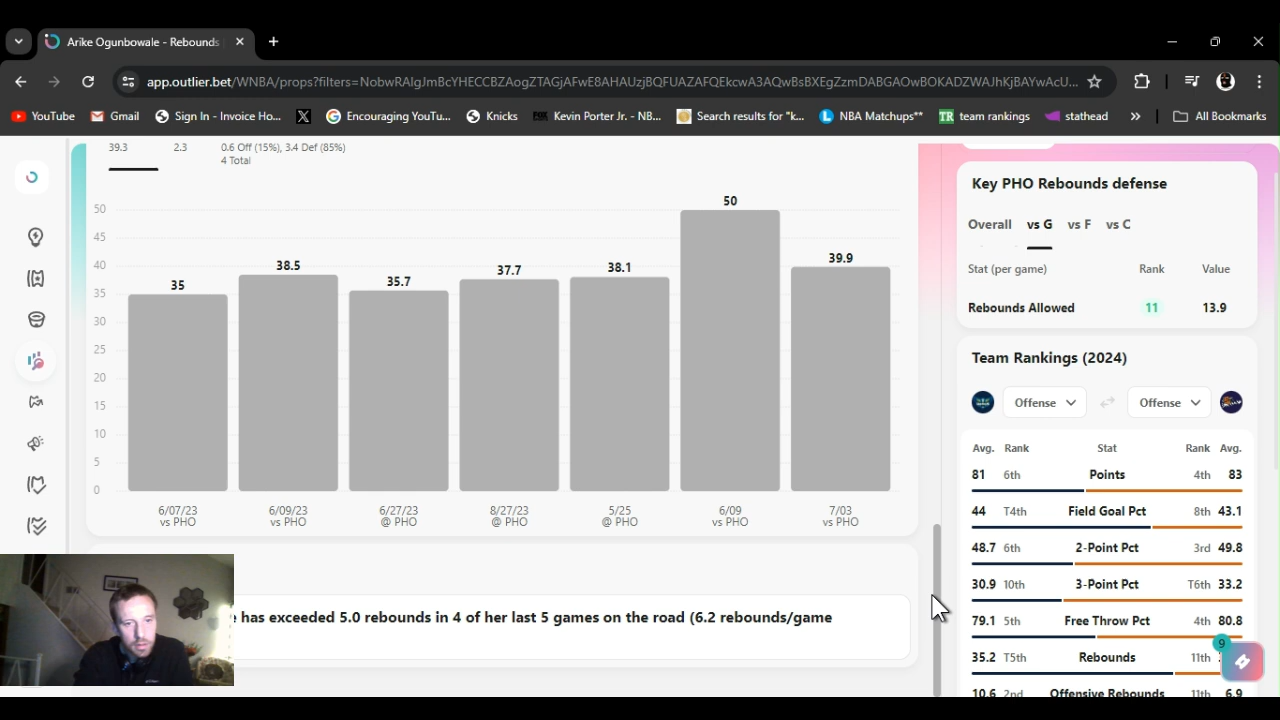 Arike Ogunbowale - Rebounds
app.outlier.bet/WNBA/props?filters=NobwRAlgJmBcYHECCBZAogZTAGjAFwE8AHAUzjBQFUAZAFQEkcwA3AQwBsBXEgZzmDABGAOwBOKADZWAJhKjBAYwAcU...
YouTube
Gmail
Sign In - Invoice Ho...
Encouraging YouTu...
Knicks
Kevin Porter Jr. - NB...
Search results for "k...
NBA Matchups**
TR team rankings
stathead
All Bookmarks
39.3 2.3 0.6 Off (15%), 3.4 Def (85%)
4 Total
50
45
40
35
30
25
20
15
10
5
0
35
38.5
35.7
37.7
38.1
50
39.9
6/07/23 6/09/23 6/27/23 8/27/23 5/25 6/09 7/03
vs PHO vs PHO @ PHO @ PHO @ PHO vs PHO vs PHO
e has exceeded 5.0 rebounds in 4 of her last 5 games on the road (6.2 rebounds/game
Key PHO Rebounds defense
Overall vs G vs F vs C
Stat (per game) Rank Value
Rebounds Allowed 11 13.9
Team Rankings (2024)
Offense Offense
Avg. Rank Stat Rank Avg.
81 6th Points 4th 83
44 T4th Field Goal Pct 8th 43.1
48.7 6th 2-Point Pct 3rd 49.8
30.9 10th 3-Point Pct T6th 33.2
79.1 5th Free Throw Pct 4th 80.8
9
35.2 T5th Rebounds 11th
10.6 2nd Offensive Rebounds 11th 6.9